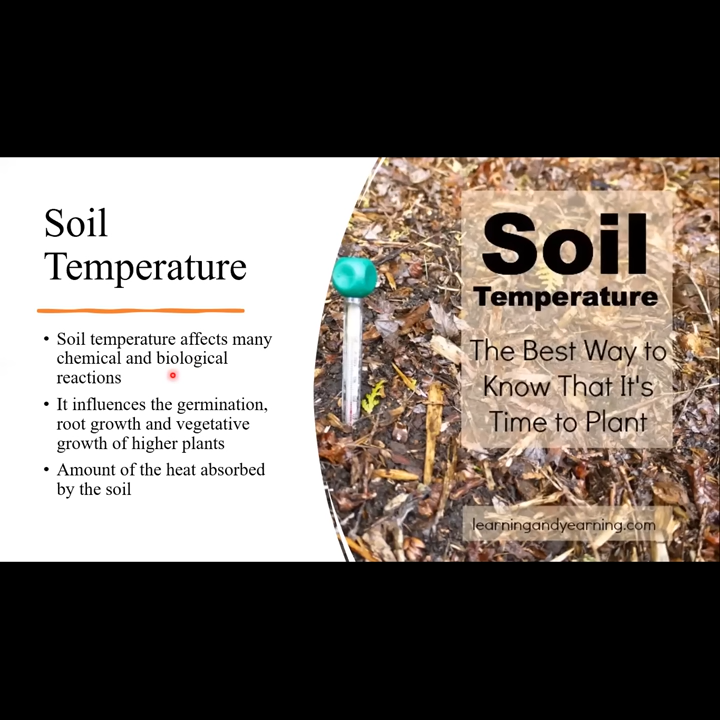 Soil
Temperature
• Soil temperature affects many
chemical and biological
reactions
• It influences the germination,
root growth and vegetative
growth of higher plants
• Amount of the heat absorbed
by the soil
Soil
Temperature
The Best Way to
Know That It's
Time to Plant
learningandyearning.com